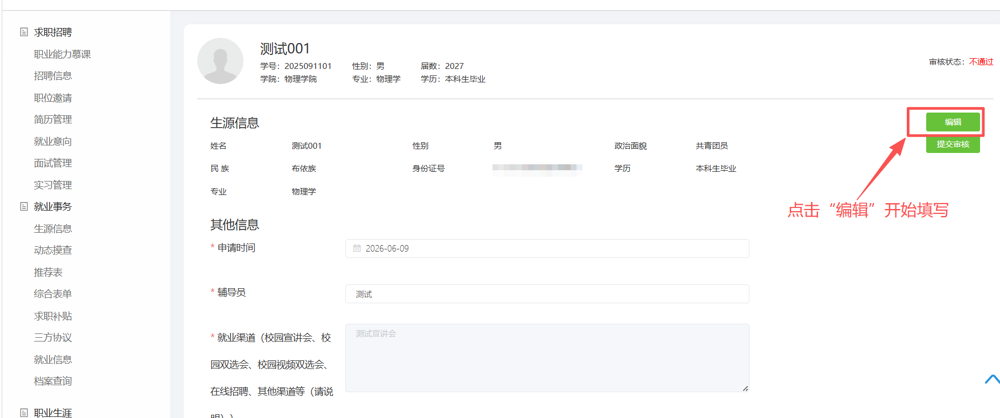 求职招聘
职业能力慕课
招聘信息
职位邀请
简历管理
就业意向
面试管理
实习管理
就业事务
生源信息
动态摸查
推荐表
综合表单
求职补贴
三方协议
就业信息
档案查询
职业生涯
测试001
学号：2025091101 性别：男 届数：2027
学院：物理学院 专业：物理学 学历：本科生毕业
审核状态：不通过
生源信息
编辑
提交审核
姓名 测试001 性别 男 政治面貌 共青团员
民 族 布依族 身份证号 学历 本科生毕业
专业 物理学
点击“编辑”开始填写
其他信息
* 申请时间 2026-06-09
* 辅导员 测试
* 就业渠道（校园宣讲会、校
园双选会、校园视频双选会、
在线招聘、其他渠道等（请说
明））
测试宣讲会